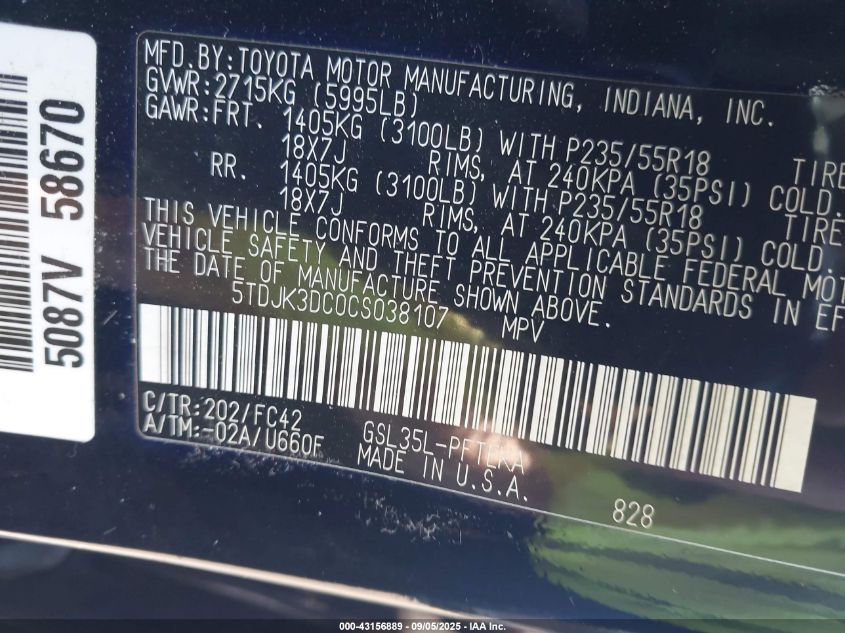 5087V 58670
MFD. BY: TOYOTA MOTOR MANUFACTURING, INDIANA, INC.
GVWR: 2715KG (5995LB)
GAWR: FRT. 1405KG (3100LB) WITH P235/55R18 TIRE
18X7J RIMS, AT 240KPA (35PSI) COLD.
RR. 1405KG (3100LB) WITH P235/55R18 TIRE
18X7J RIMS, AT 240KPA (35PSI) COLD.
THIS VEHICLE CONFORMS TO ALL APPLICABLE FEDERAL MOT
VEHICLE SAFETY AND THEFT PREVENTION STANDARDS IN EF
THE DATE OF MANUFACTURE SHOWN ABOVE.
5TDJK3DC0CS038107 MPV
C/TR: 202/FC42 GSL35L-PFTEKA
A/TM: -02A/U660F MADE IN U.S.A.
828
000-43156889 - 09/05/2025 - IAA Inc.